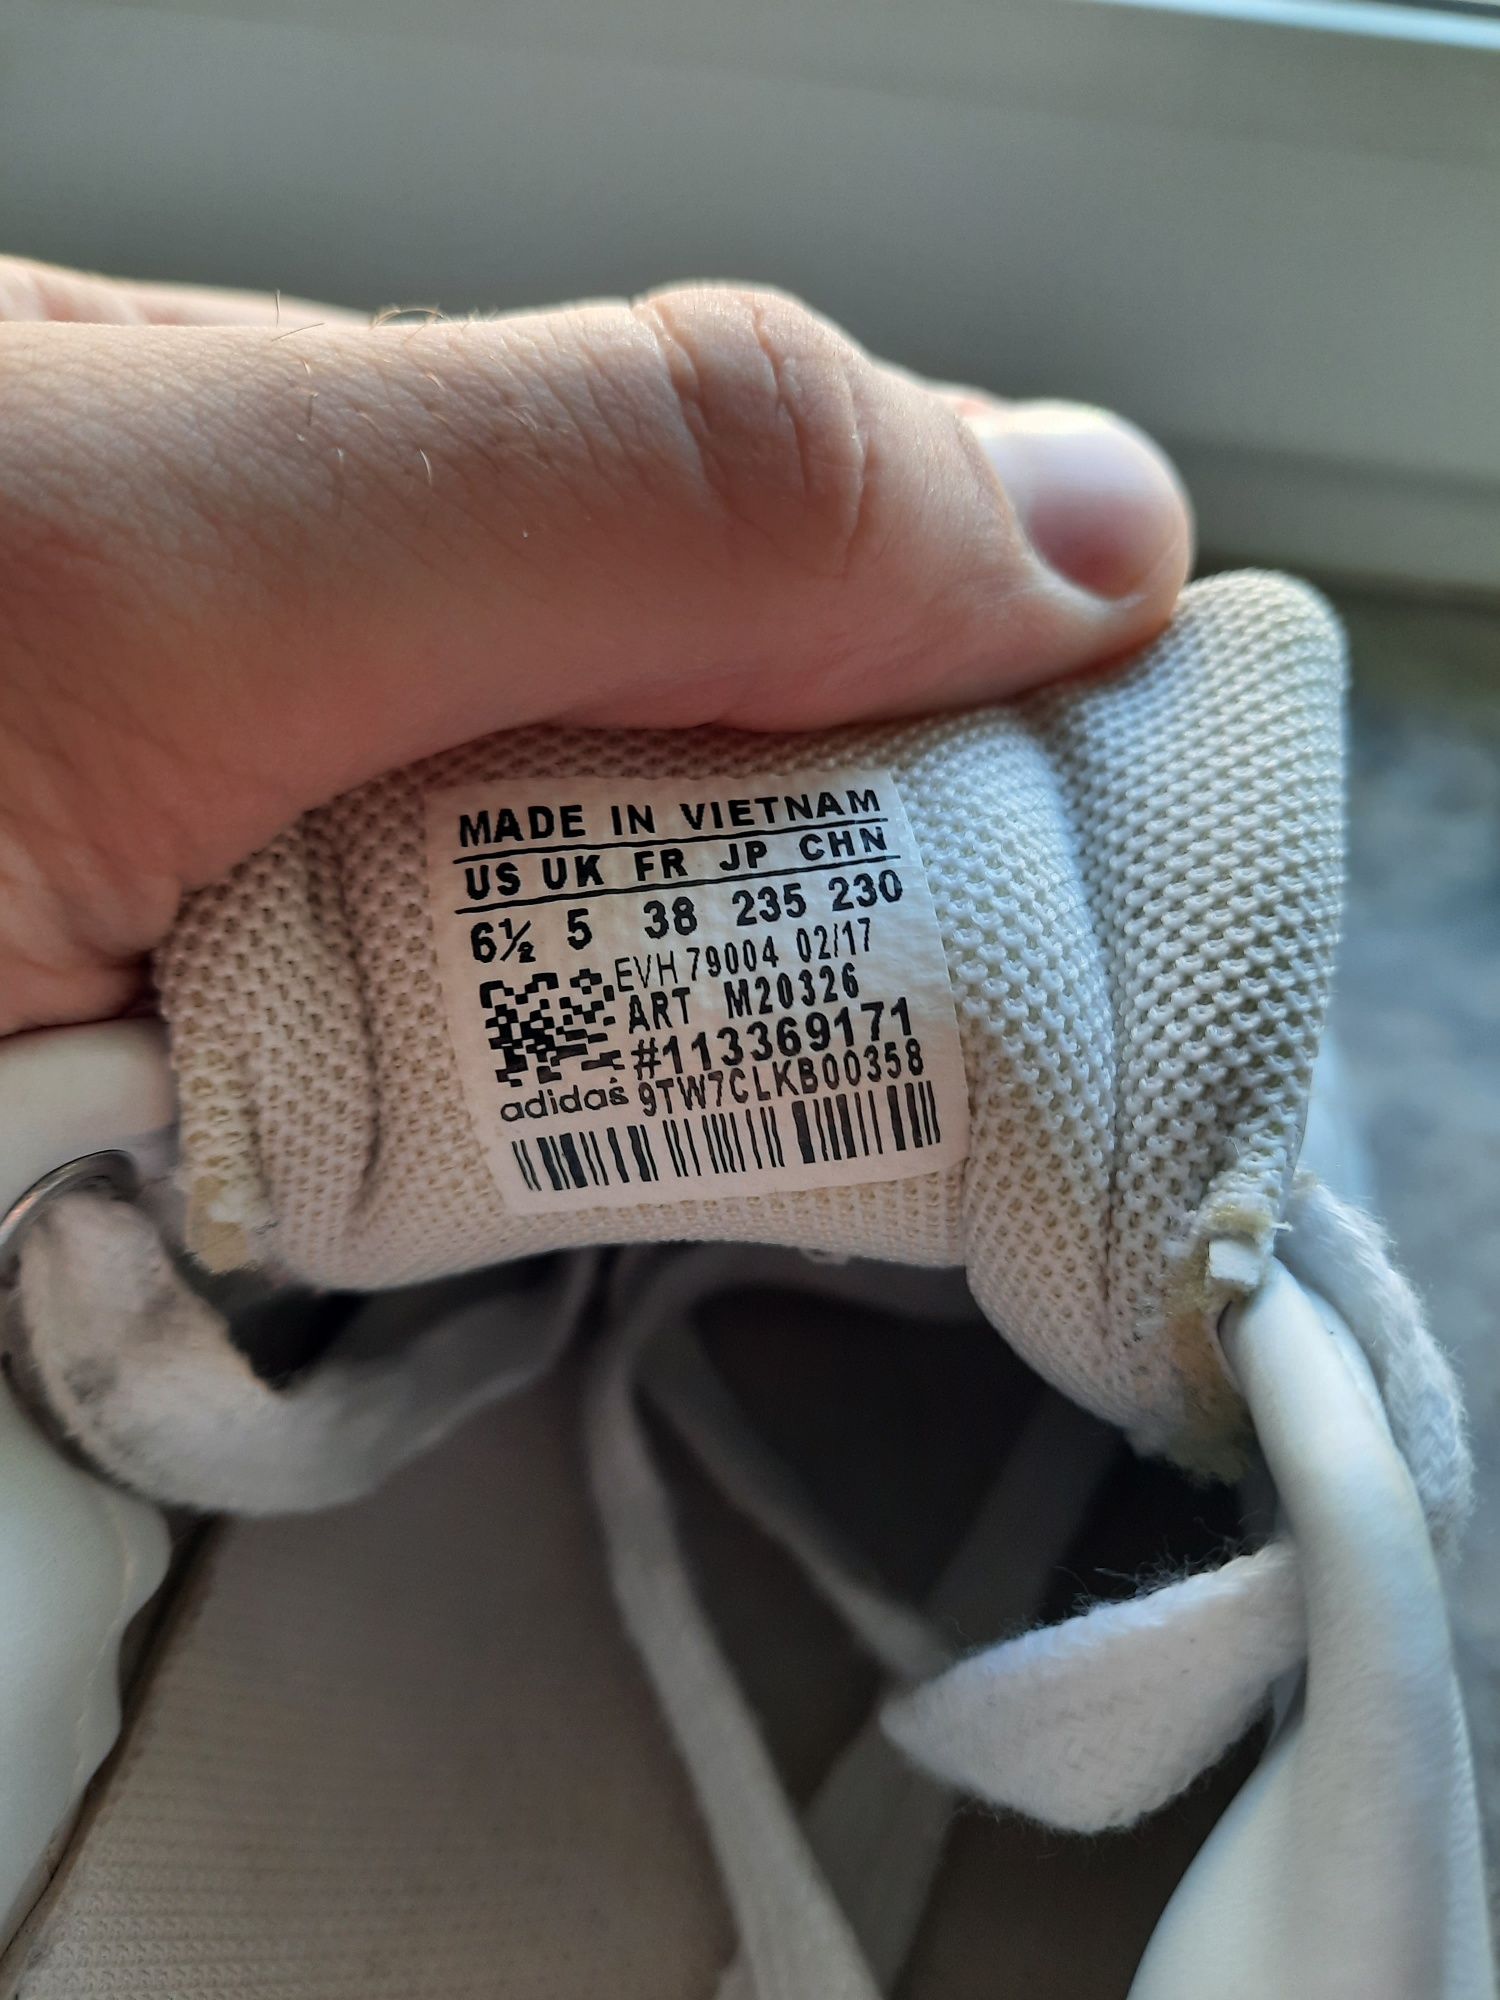 MADE IN VIETNAM
US UK FR JP CHN
6½ 5 38 235 230
EVH 79004 02/17
ART M20326
#113369171
adidas 9TW7CLKB00358